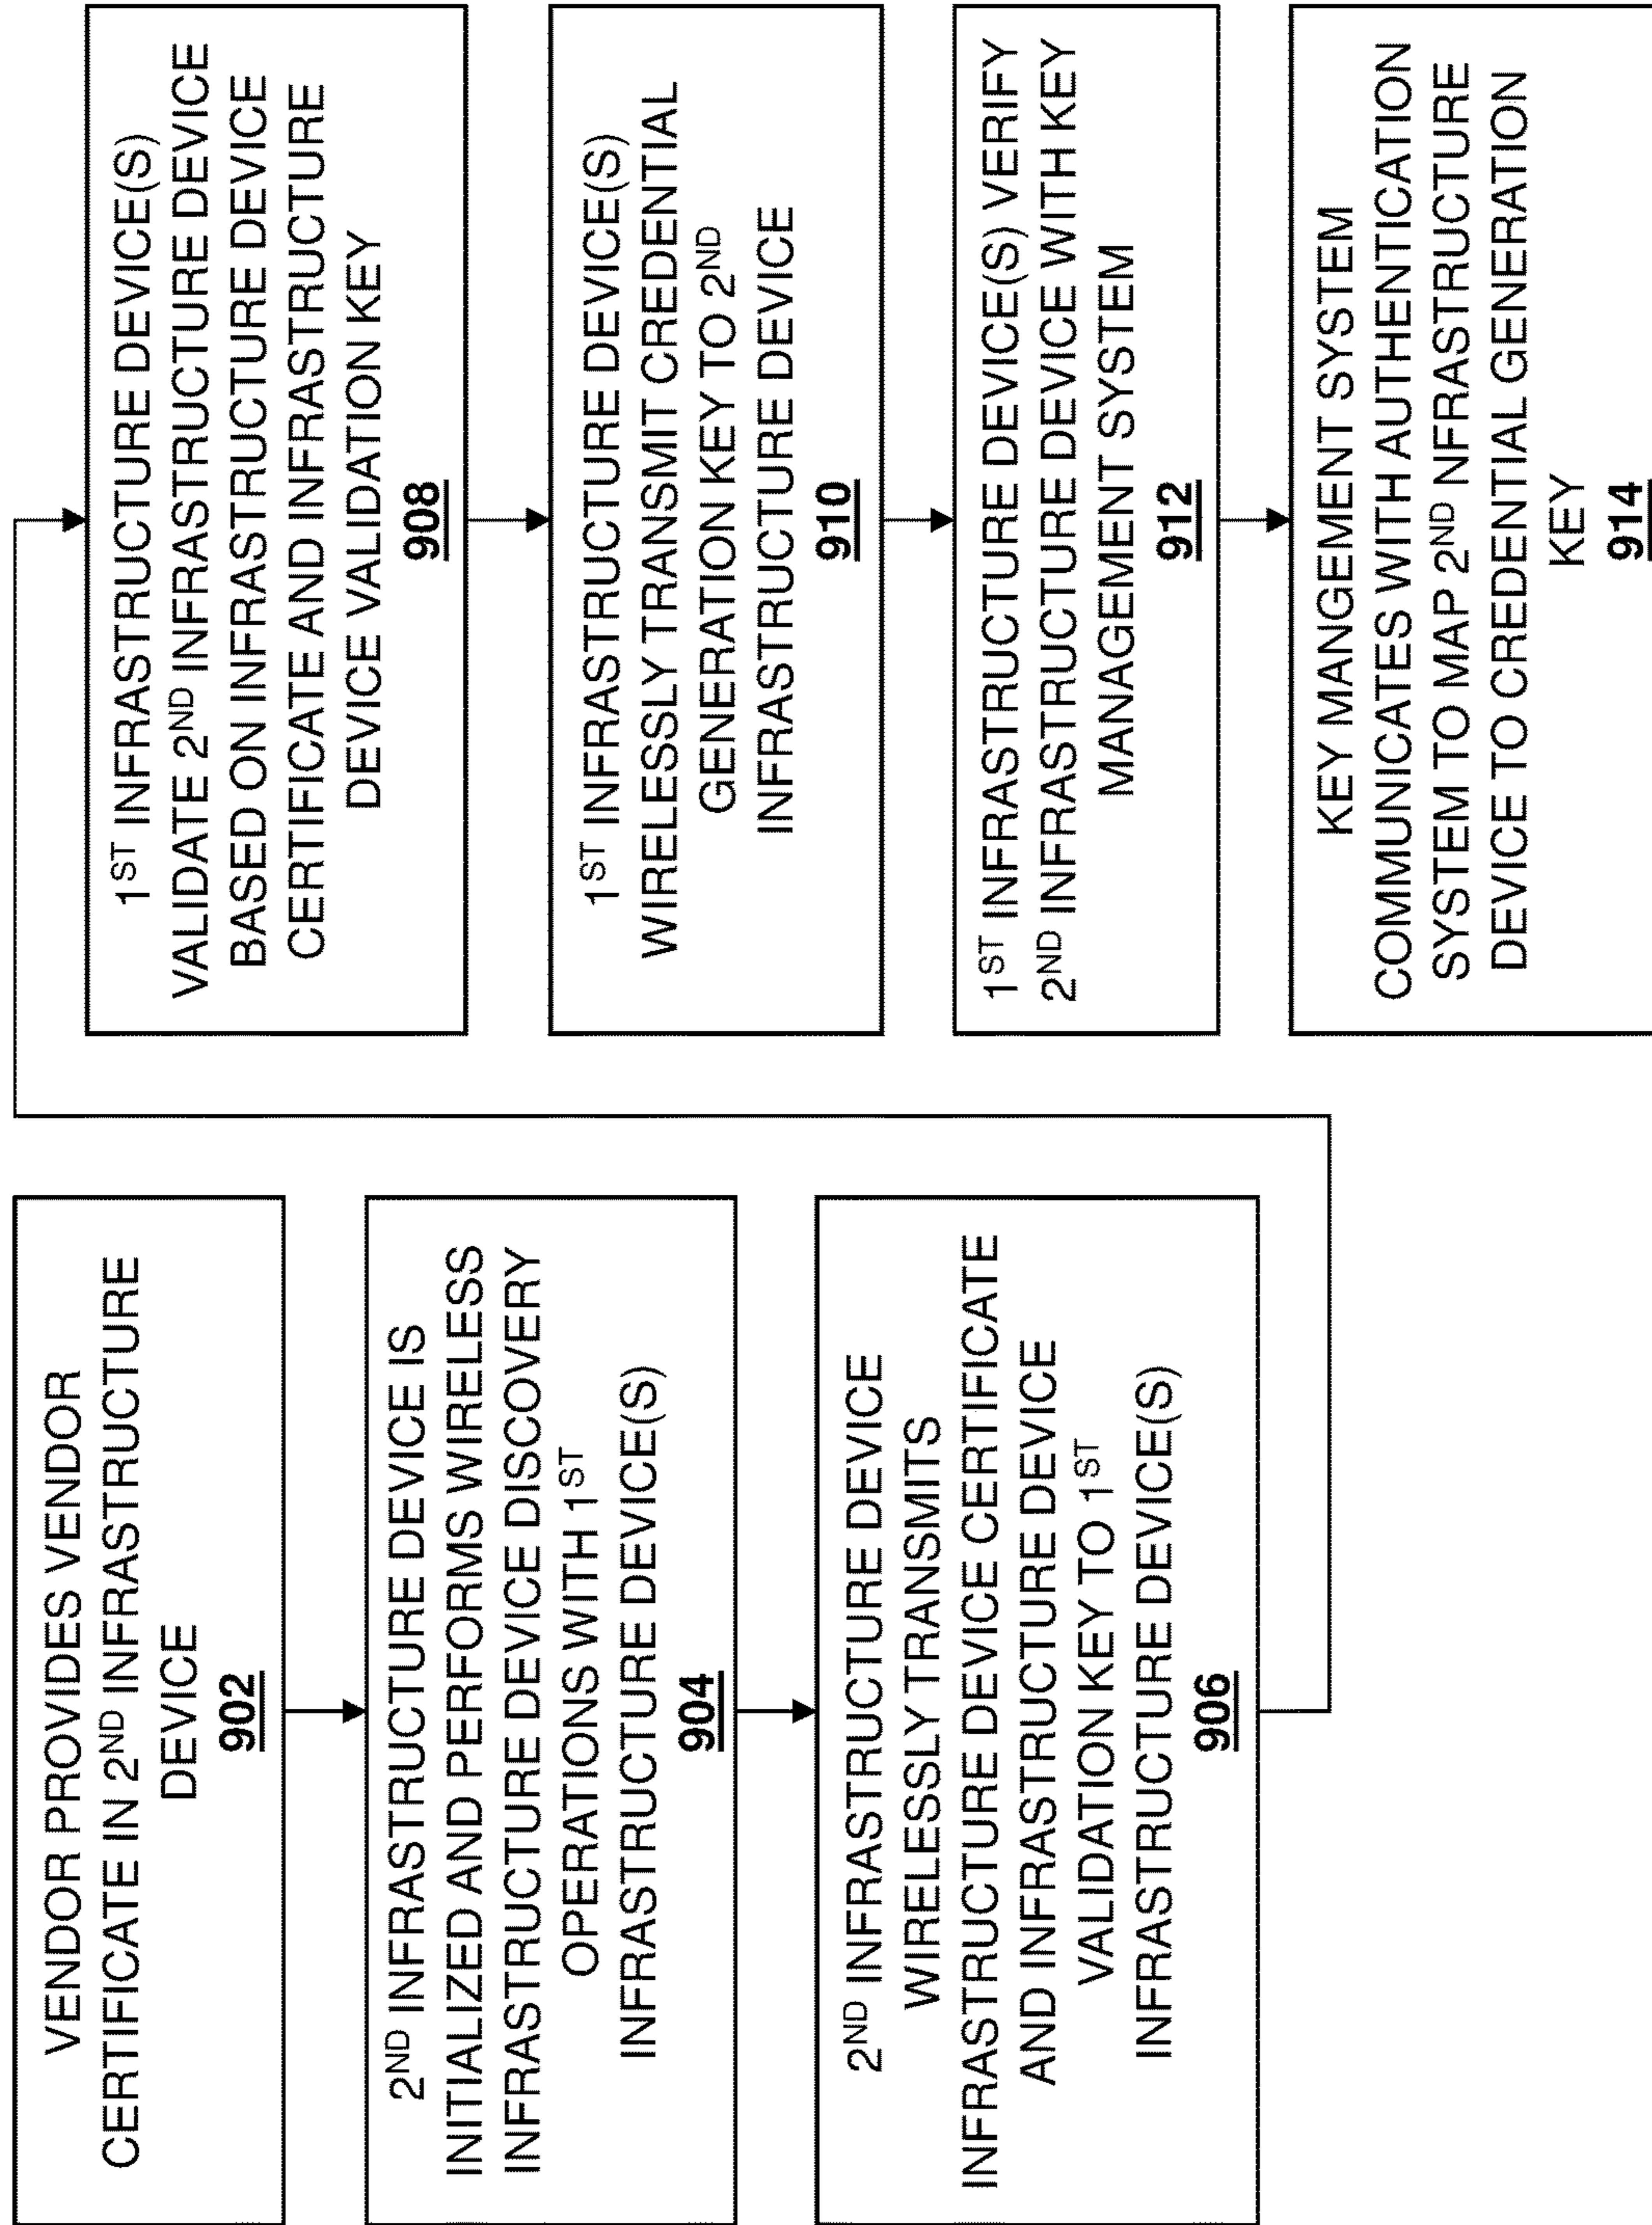 VENDOR PROVIDES VENDOR
CERTIFICATE IN 2ND INFRASTRUCTURE
DEVICE
902
2ND INFRASTRUCTURE DEVICE IS
INITIALIZED AND PERFORMS WIRELESS
INFRASTRUCTURE DEVICE DISCOVERY
OPERATIONS WITH 1ST
INFRASTRUCTURE DEVICE(S)
904
2ND INFRASTRUCTURE DEVICE
WIRELESSLY TRANSMITS
INFRASTRUCTURE DEVICE CERTIFICATE
AND INFRASTRUCTURE DEVICE
VALIDATION KEY TO 1ST
INFRASTRUCTURE DEVICE(S)
906
1ST INFRASTRUCTURE DEVICE(S)
VALIDATE 2ND INFRASTRUCTURE DEVICE
BASED ON INFRASTRUCTURE DEVICE
CERTIFICATE AND INFRASTRUCTURE
DEVICE VALIDATION KEY
908
1ST INFRASTRUCTURE DEVICE(S)
WIRELESSLY TRANSMIT CREDENTIAL
GENERATION KEY TO 2ND
INFRASTRUCTURE DEVICE
910
1ST INFRASTRUCTURE DEVICE(S) VERIFY
2ND INFRASTRUCTURE DEVICE WITH KEY
MANAGEMENT SYSTEM
912
KEY MANGEMENT SYSTEM
COMMUNICATES WITH AUTHENTICATION
SYSTEM TO MAP 2ND NFRASTRUCTURE
DEVICE TO CREDENTIAL GENERATION
KEY
914